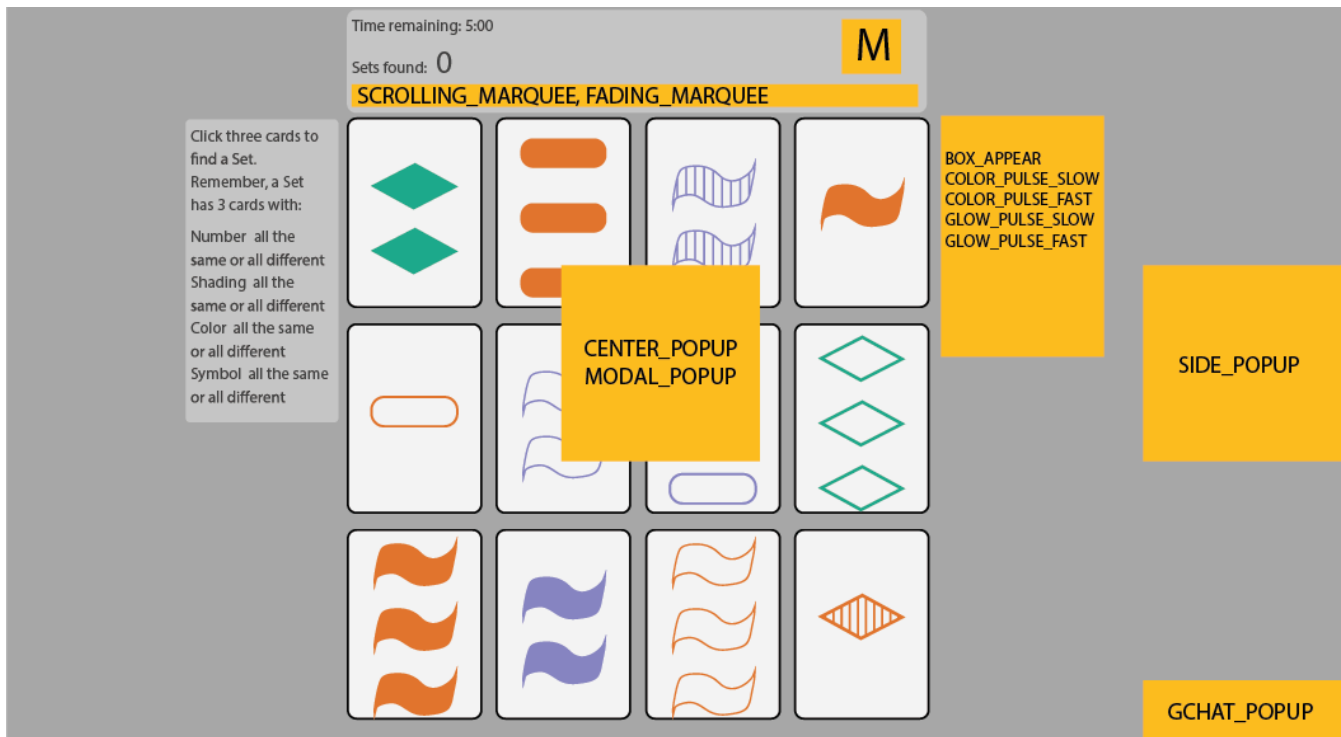 Time remaining: 5:00
M
Sets found: 0
SCROLLING_MARQUEE, FADING_MARQUEE
Click three cards to
find a Set.
Remember, a Set
has 3 cards with:
Number all the
same or all different
Shading all the
same or all different
Color all the same
or all different
Symbol all the same
or all different
BOX_APPEAR
COLOR_PULSE_SLOW
COLOR_PULSE_FAST
GLOW_PULSE_SLOW
GLOW_PULSE_FAST
CENTER_POPUP
MODAL_POPUP
SIDE_POPUP
GCHAT_POPUP